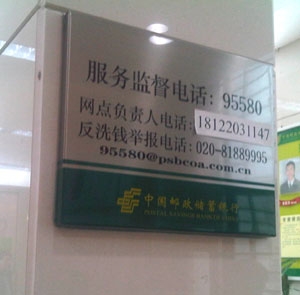 服务监督电话：95580
网点负责人电话：18122031147
反洗钱举报电话：020-81889995
95580@psbcoa.com.cn
中国邮政储蓄银行
POSTAL SAVINGS BANK OF CHINA